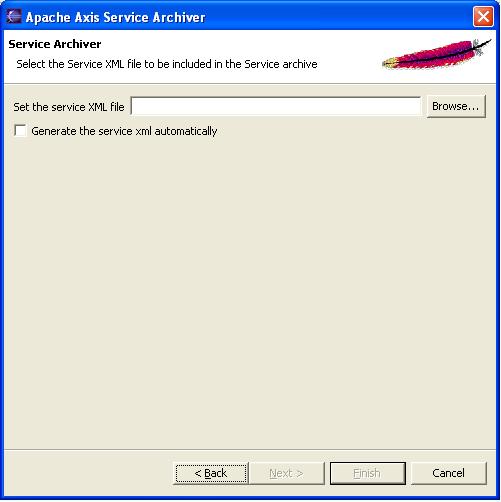 Apache Axis Service Archiver
Service Archiver
Select the Service XML file to be included in the Service archive
Set the service XML file
Browse...
Generate the service xml automatically
< Back
Next >
Finish
Cancel